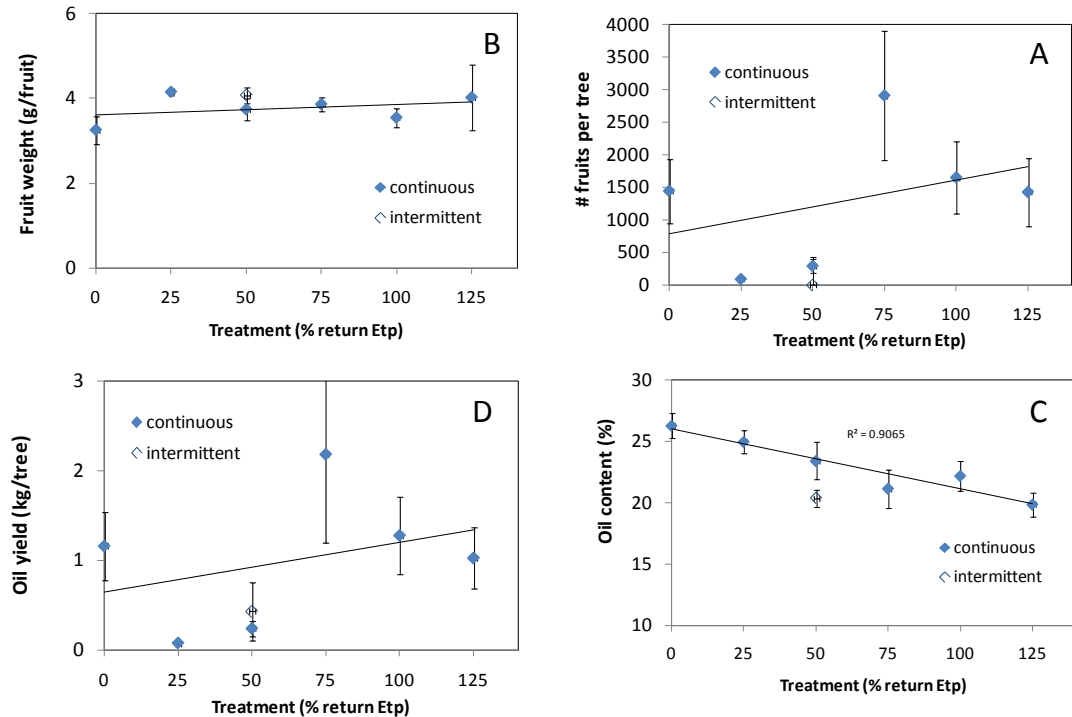 B
Fruit weight (g/fruit)
6
4
2
0
continuous
intermittent
0 25 50 75 100 125
Treatment (% return Etp)
A
# fruits per tree
4000
3500
3000
2500
2000
1500
1000
500
0
continuous
intermittent
0 25 50 75 100 125
Treatment (% return Etp)
D
Oil yield (kg/tree)
3
2
1
0
continuous
intermittent
0 25 50 75 100 125
Treatment (% return Etp)
C
Oil content (%)
30
25
20
15
10
R² = 0.9065
continuous
intermittent
0 25 50 75 100 125
Treatment (% return Etp)